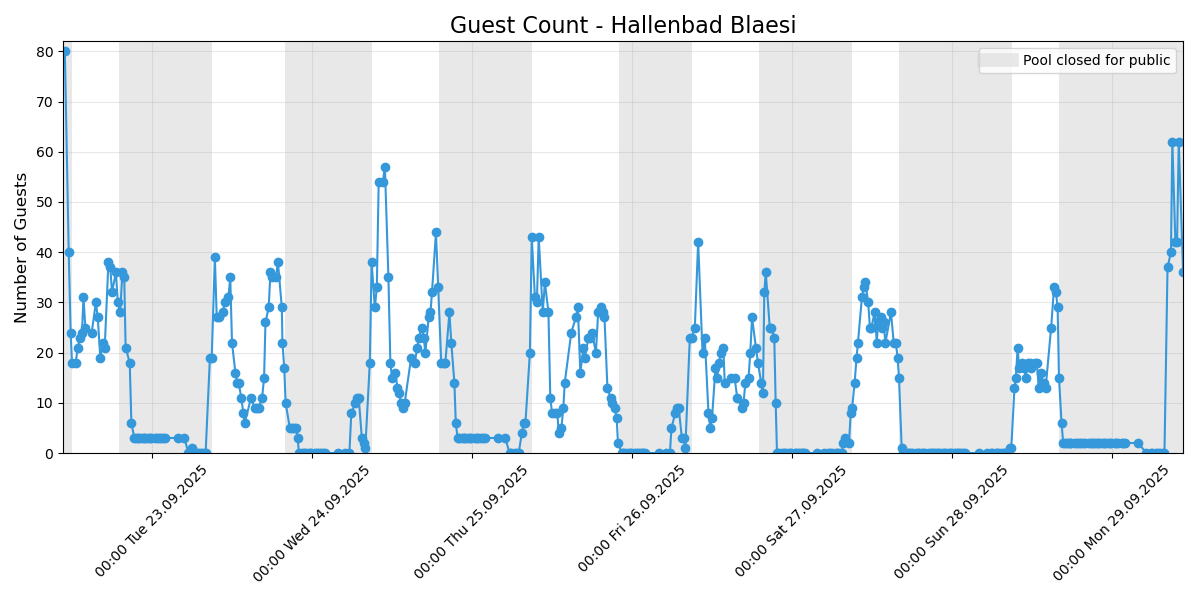 Guest Count - Hallenbad Blaesi
Pool closed for public
Number of Guests
80
70
60
50
40
30
20
10
0
00:00 Tue 23.09.2025
00:00 Wed 24.09.2025
00:00 Thu 25.09.2025
00:00 Fri 26.09.2025
00:00 Sat 27.09.2025
00:00 Sun 28.09.2025
00:00 Mon 29.09.2025